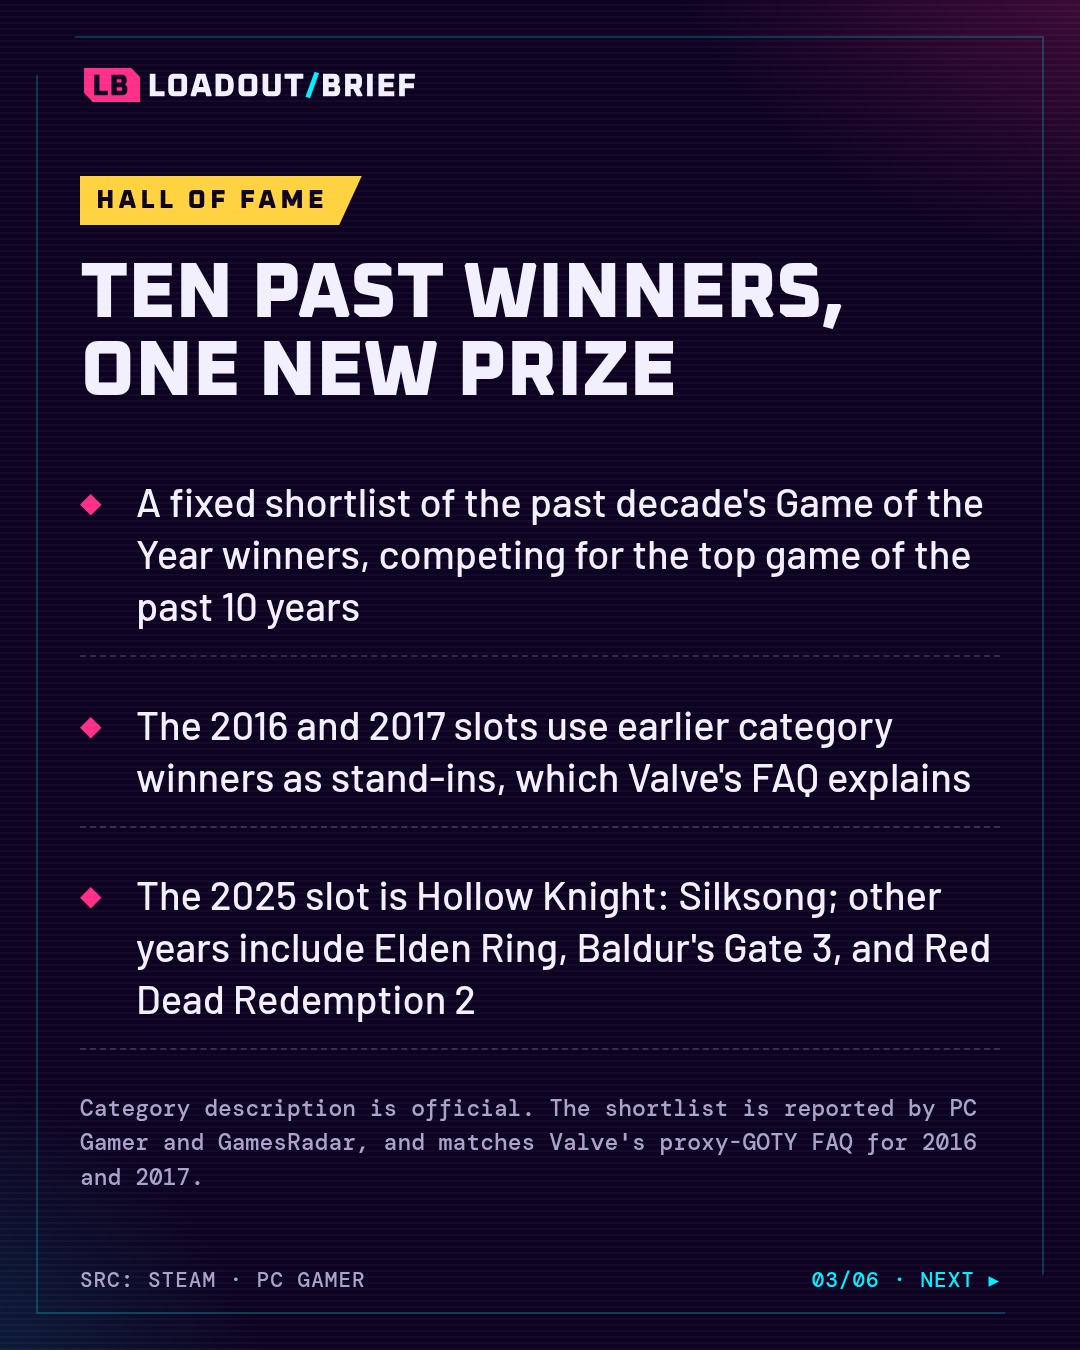 LB LOADOUT/BRIEF
HALL OF FAME
TEN PAST WINNERS,
ONE NEW PRIZE
A fixed shortlist of the past decade's Game of the
Year winners, competing for the top game of the
past 10 years
The 2016 and 2017 slots use earlier category
winners as stand-ins, which Valve's FAQ explains
The 2025 slot is Hollow Knight: Silksong; other
years include Elden Ring, Baldur's Gate 3, and Red
Dead Redemption 2
Category description is official. The shortlist is reported by PC
Gamer and GamesRadar, and matches Valve's proxy-GOTY FAQ for 2016
and 2017.
SRC: STEAM · PC GAMER
03/06 · NEXT ▸